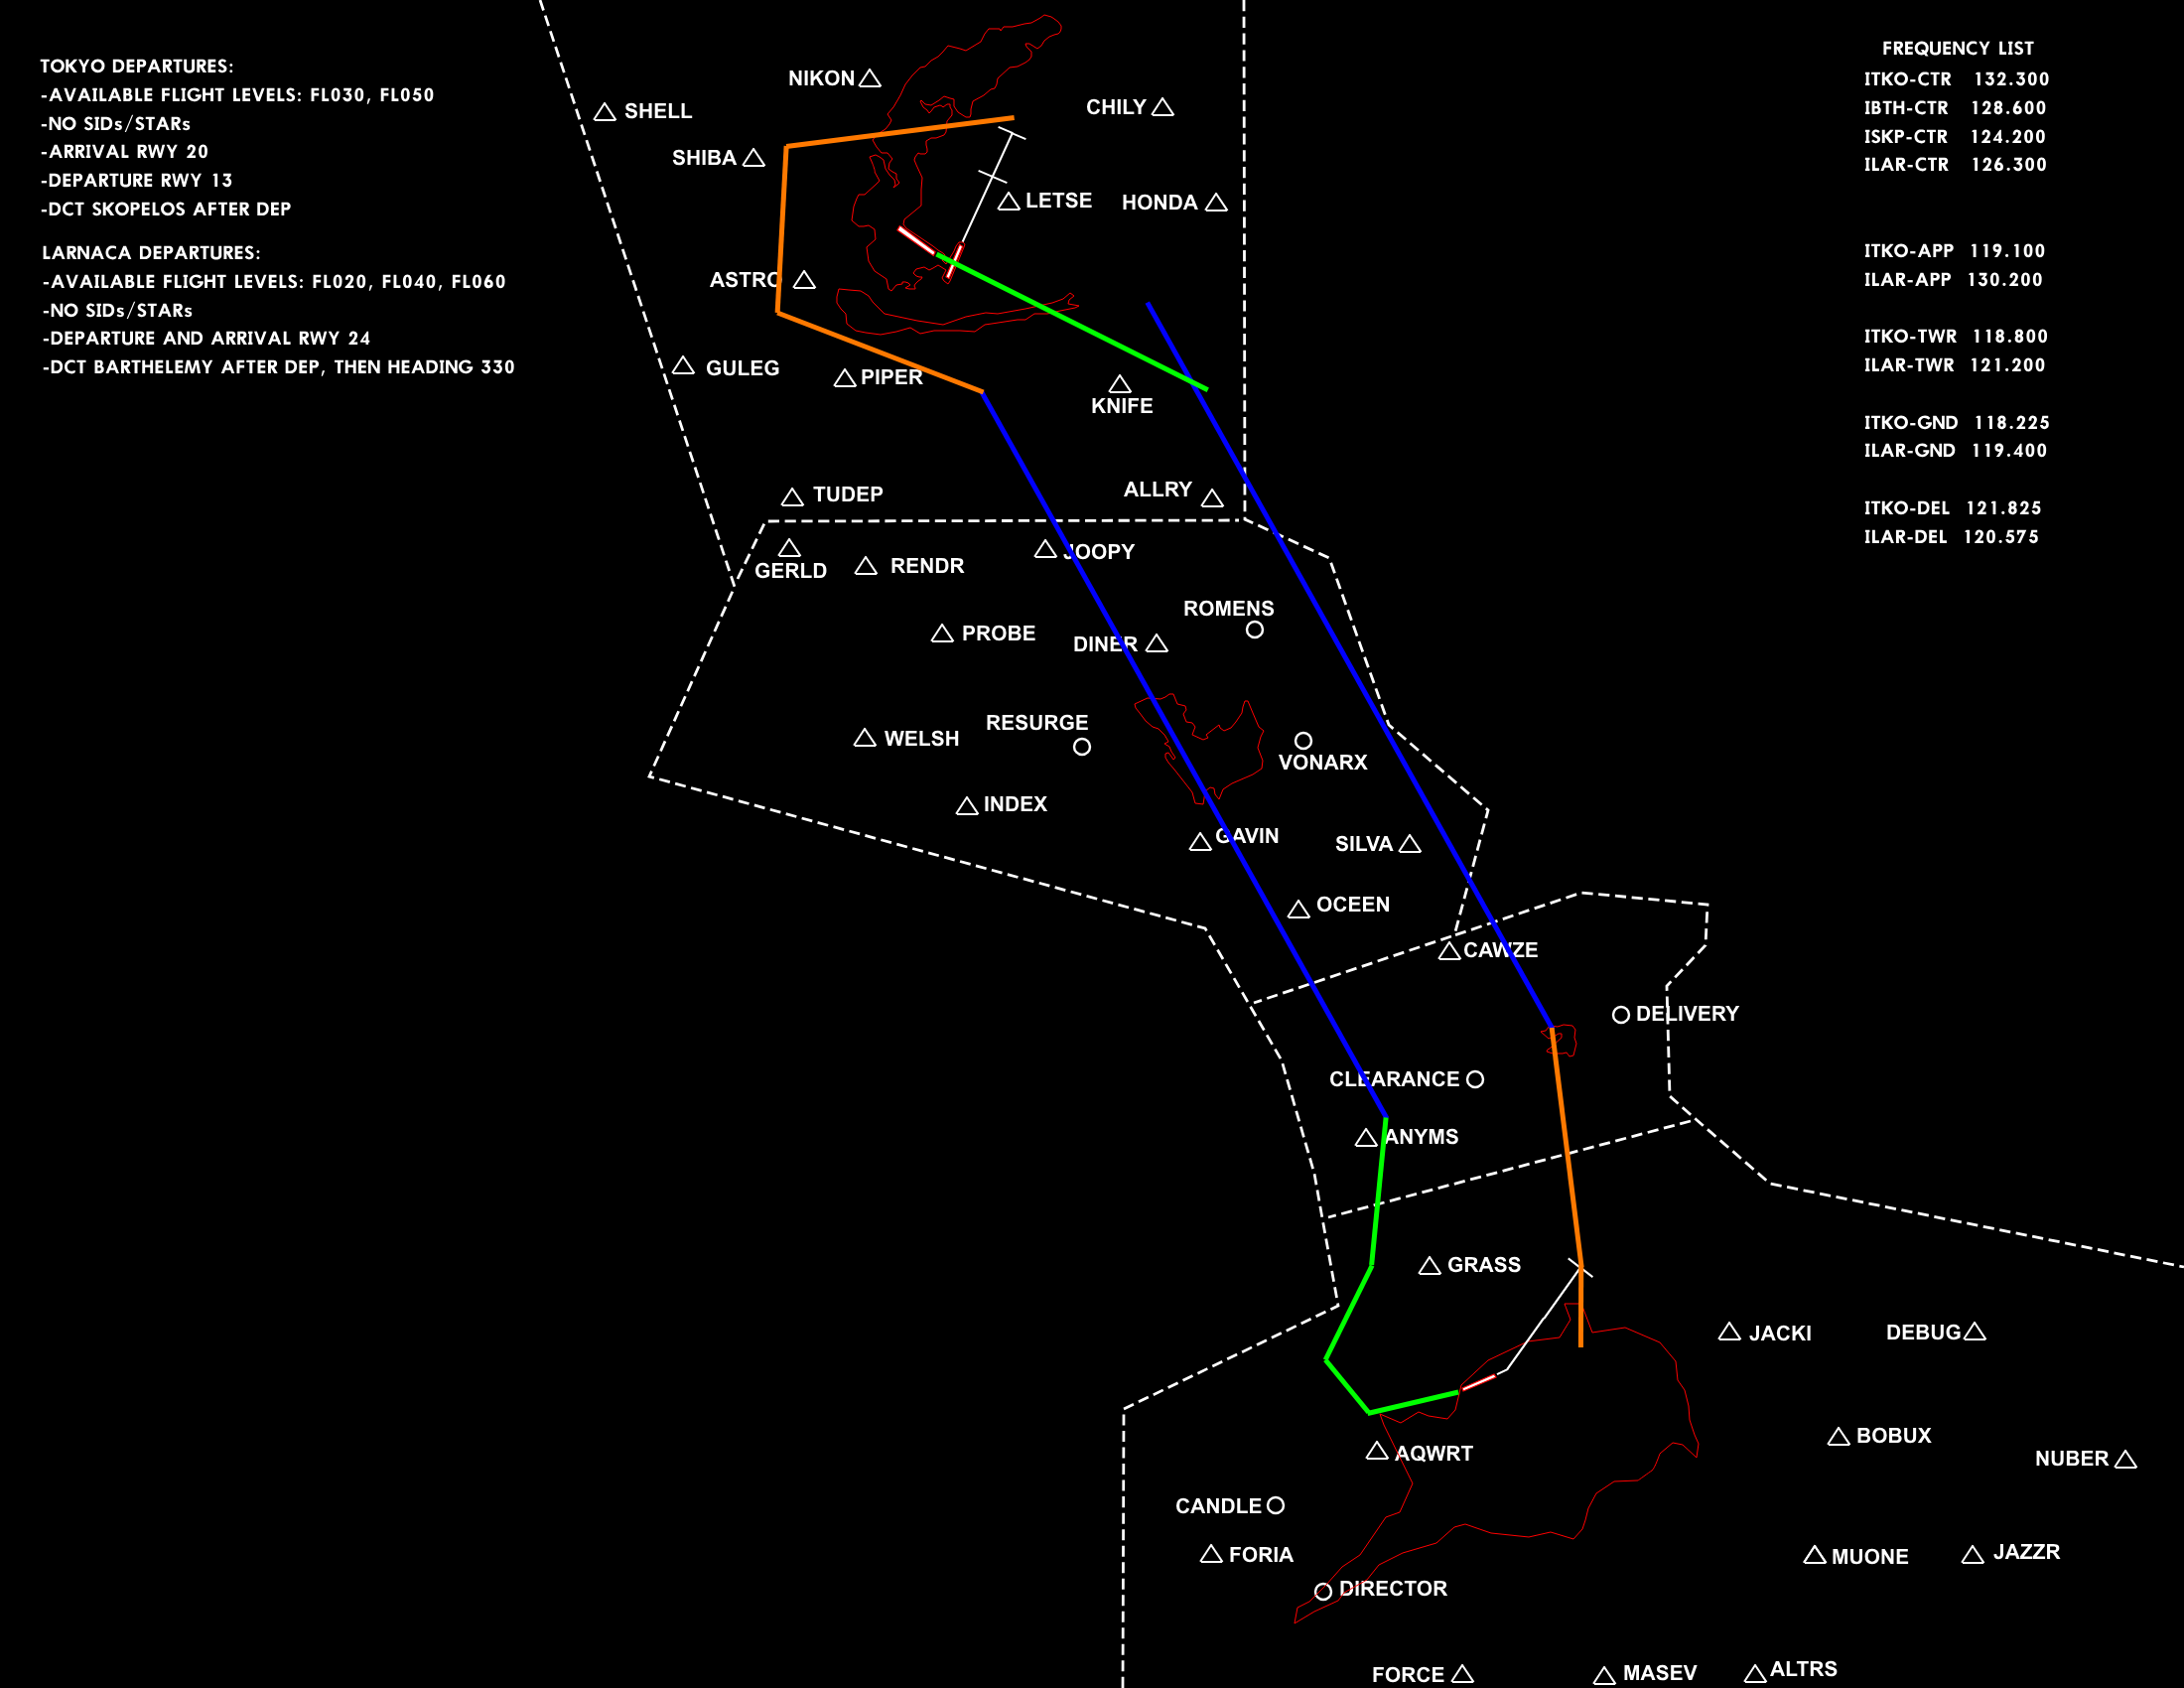 TOKYO DEPARTURES:
-AVAILABLE FLIGHT LEVELS: FL030, FL050
-NO SIDs/STARs
-ARRIVAL RWY 20
-DEPARTURE RWY 13
-DCT SKOPELOS AFTER DEP
LARNACA DEPARTURES:
-AVAILABLE FLIGHT LEVELS: FL020, FL040, FL060
-NO SIDs/STARs
-DEPARTURE AND ARRIVAL RWY 24
-DCT BARTHELEMY AFTER DEP, THEN HEADING 330
FREQUENCY LIST
ITKO-CTR 132.300
IBTH-CTR 128.600
ISKP-CTR 124.200
ILAR-CTR 126.300
ITKO-APP 119.100
ILAR-APP 130.200
ITKO-TWR 118.800
ILAR-TWR 121.200
ITKO-GND 118.225
ILAR-GND 119.400
ITKO-DEL 121.825
ILAR-DEL 120.575
NIKON
SHELL
CHILY
SHIBA
LETSE
HONDA
ASTRO
GULEG
PIPER
KNIFE
TUDEP
ALLRY
GERLD
RENDR
JOOPY
ROMENS
PROBE
DINER
RESURGE
WELSH
VONARX
INDEX
GAVIN
SILVA
OCEEN
CAWZE
DELIVERY
CLEARANCE
ANYMS
GRASS
JACKI
DEBUG
BOBUX
AQWRT
NUBER
CANDLE
FORIA
MUONE
JAZZR
DIRECTOR
FORCE
MASEV
ALTRS